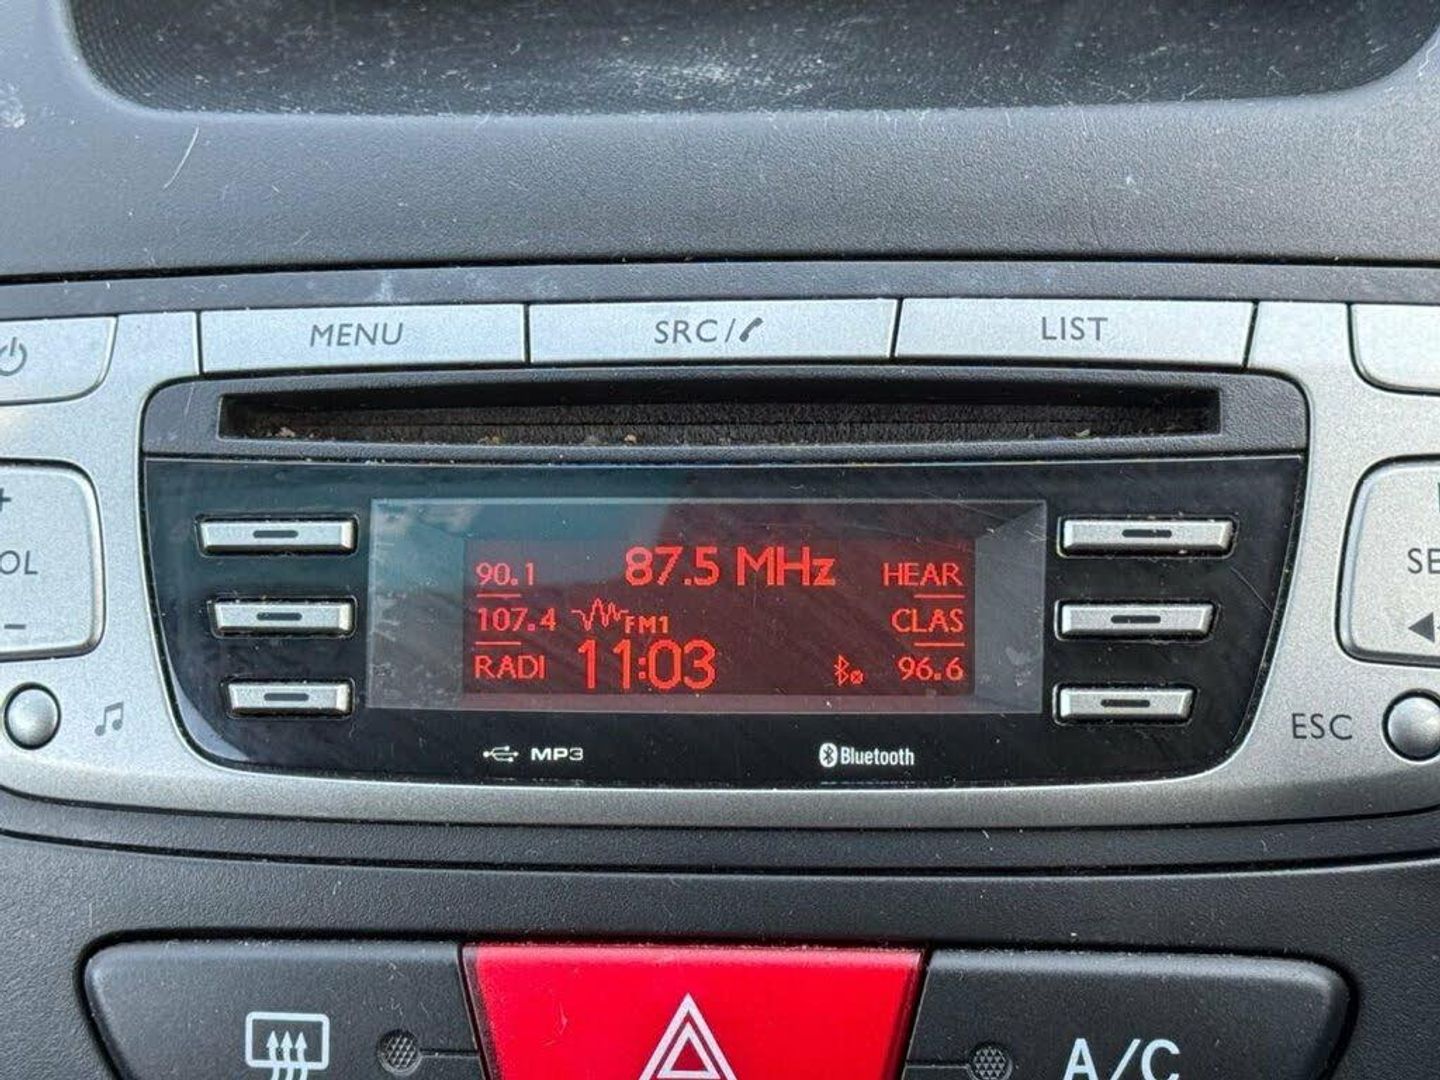 MENU
SRC/
LIST
+
OL
-
SE
87.5 MHz
90.1
HEAR
107.4
FM1
CLAS
RADI
11:03
96.6
MP3
Bluetooth
ESC
A/C